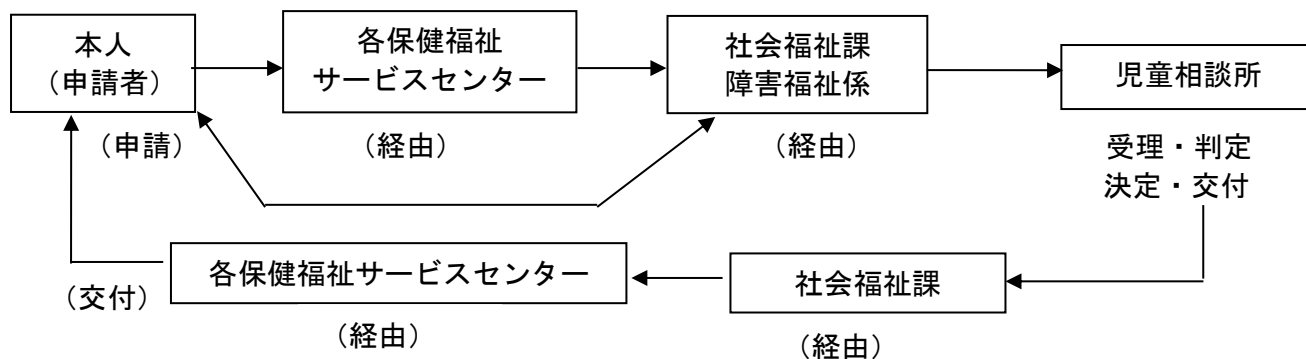 本人
（申請者）
各保健福祉
サービスセンター
社会福祉課
障害福祉係
児童相談所
（申請）
（経由）
（経由）
受理・判定
決定・交付
各保健福祉サービスセンター
社会福祉課
（交付）
（経由）
（経由）